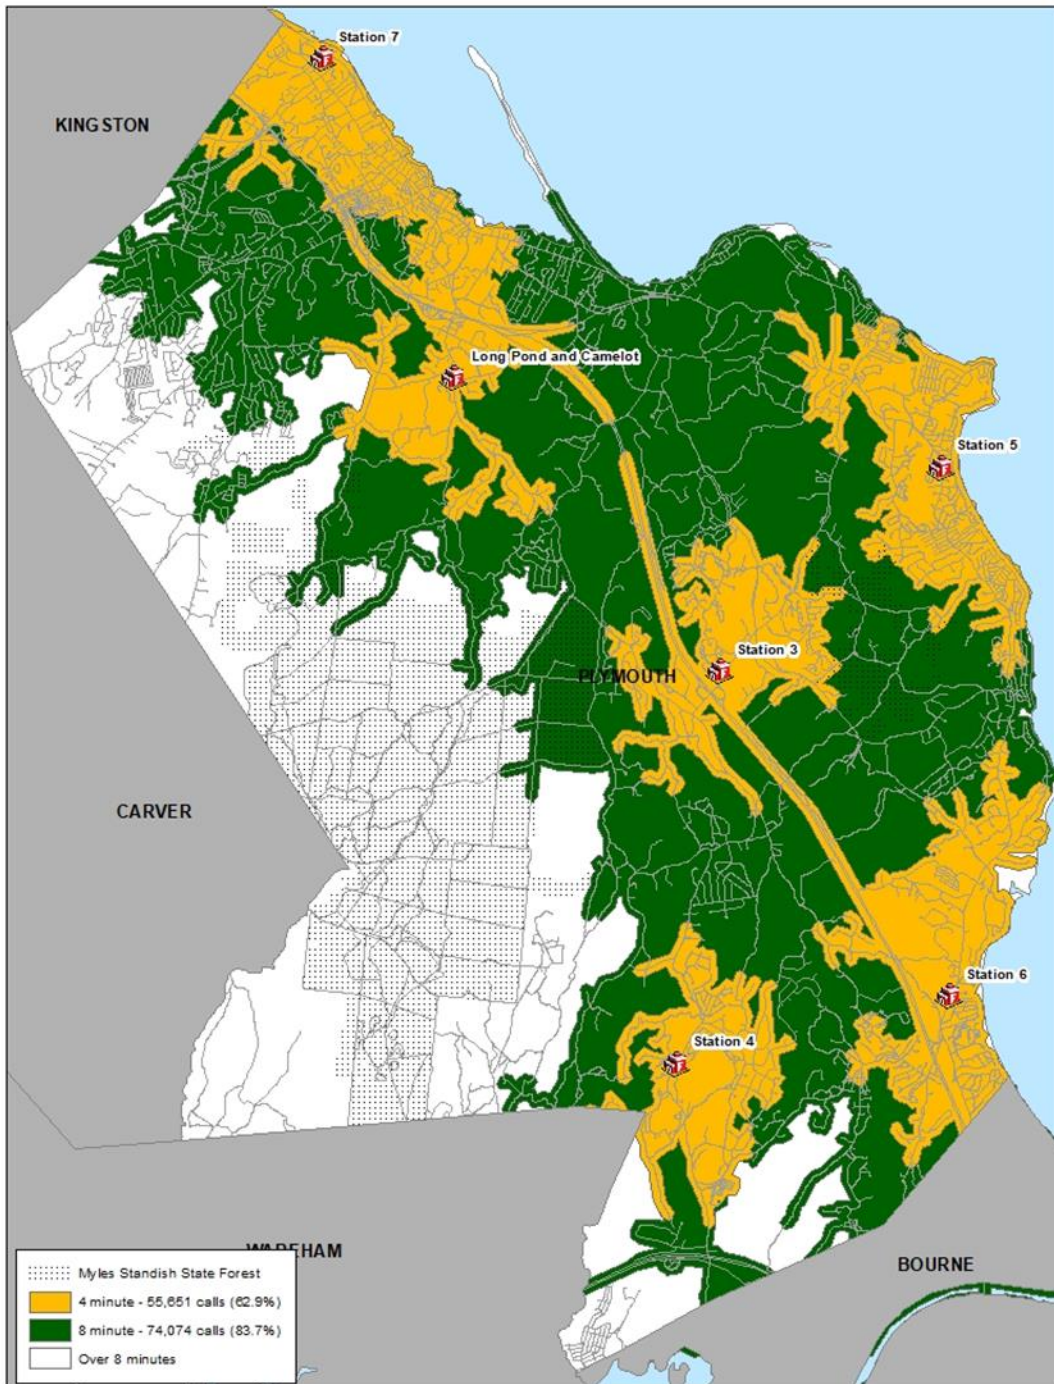 Station 7
KINGSTON
Long Pond and Camelot
Station 5
Station 3
PLYMOUTH
CARVER
Station 6
Station 4
WAREHAM
BOURNE
Myles Standish State Forest
4 minute - 55,651 calls (62.9%)
8 minute - 74,074 calls (83.7%)
Over 8 minutes